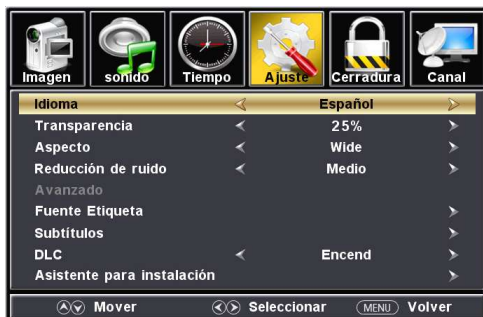 Imagen sonido Tiempo Ajuste Cerradura Canal
Idioma Español
Transparencia 25%
Aspecto Wide
Reducción de ruido Medio
Avanzado
Fuente Etiqueta
Subtítulos
DLC Encend
Asistente para instalación
Mover Seleccionar MENU Volver